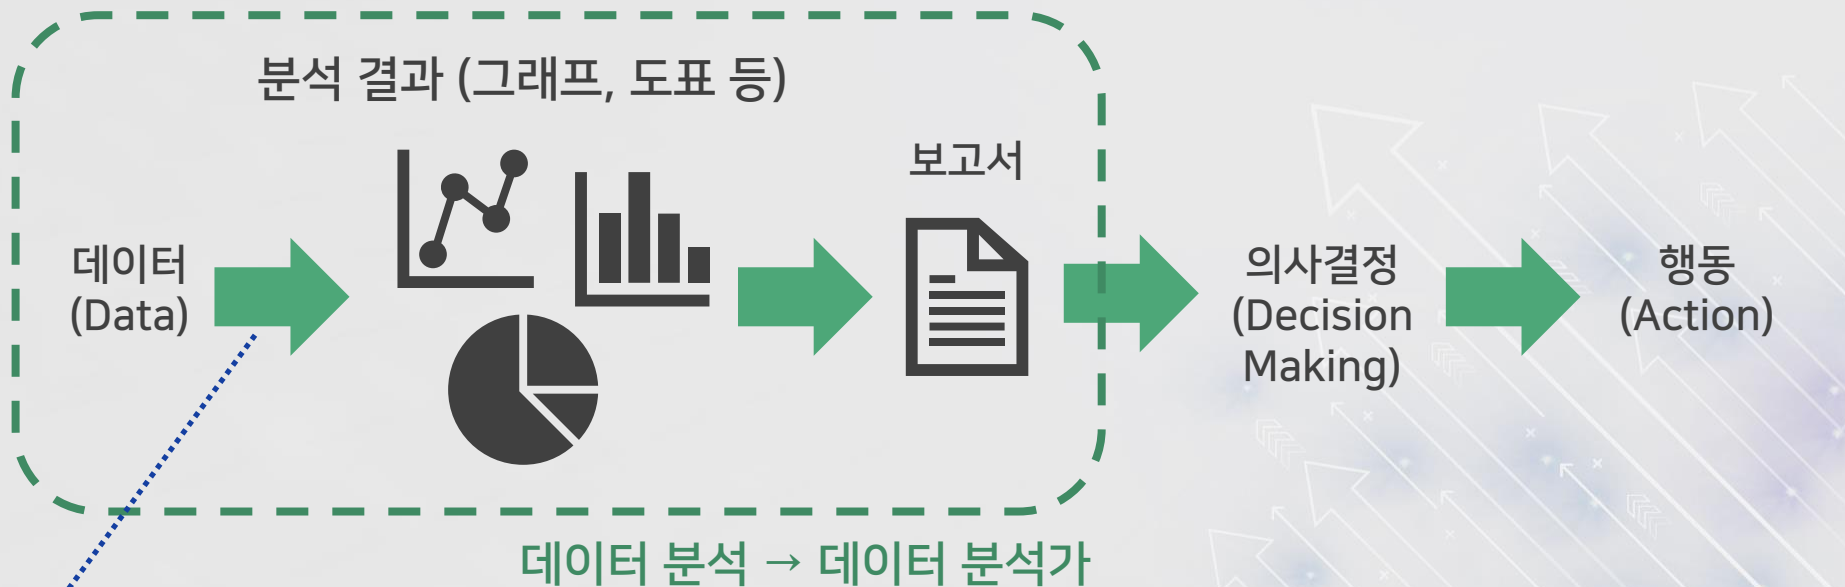 분석 결과 (그래프, 도표 등)
보고서
데이터
(Data)
의사결정
(Decision
Making)
행동
(Action)
데이터 분석 → 데이터 분석가